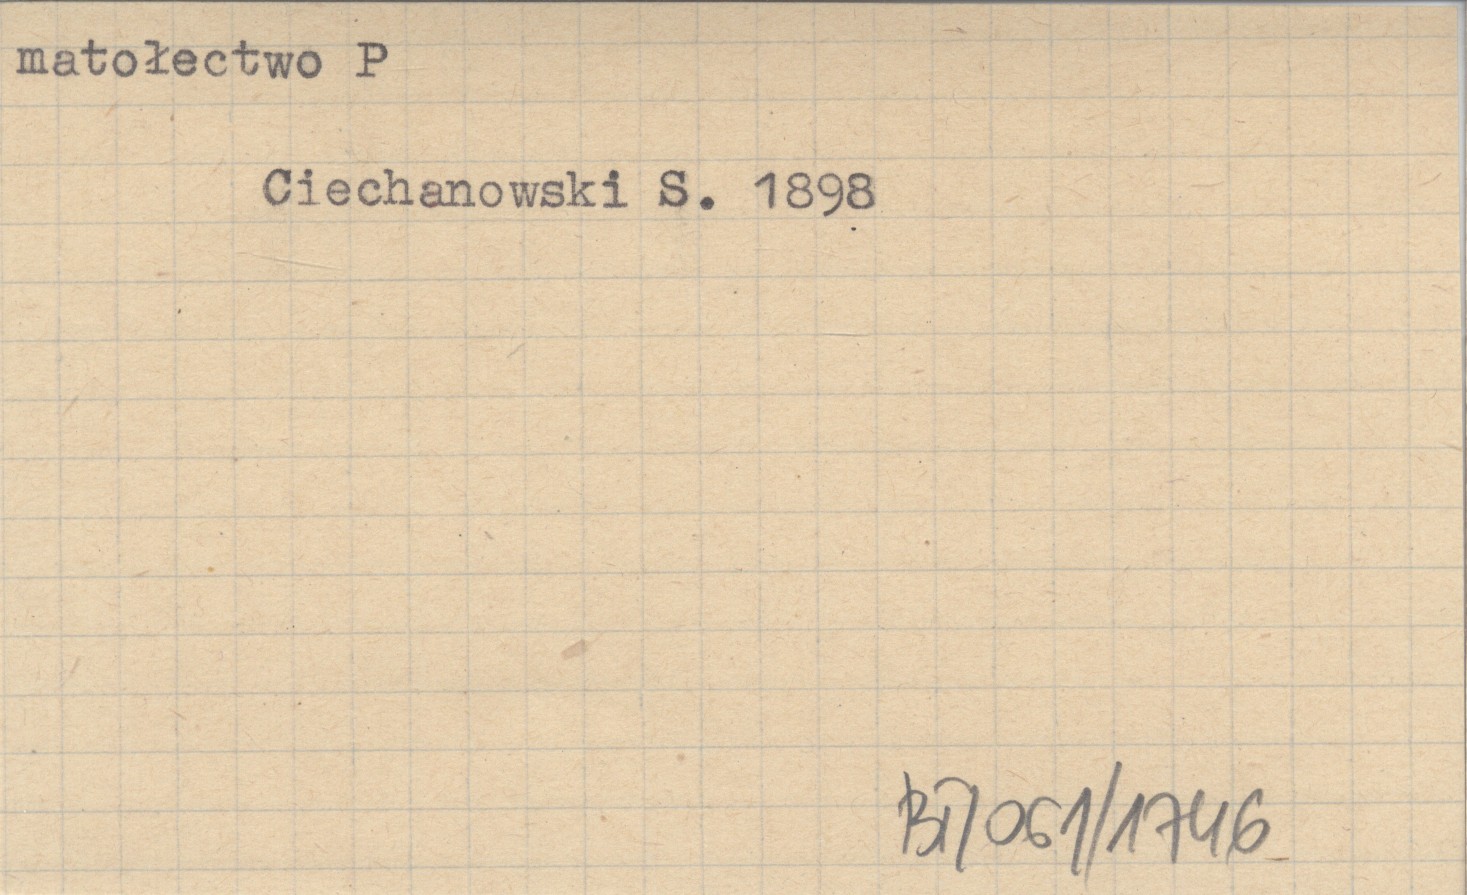 matołectwo P
Ciechanowski S. 1898
BI/061/1746